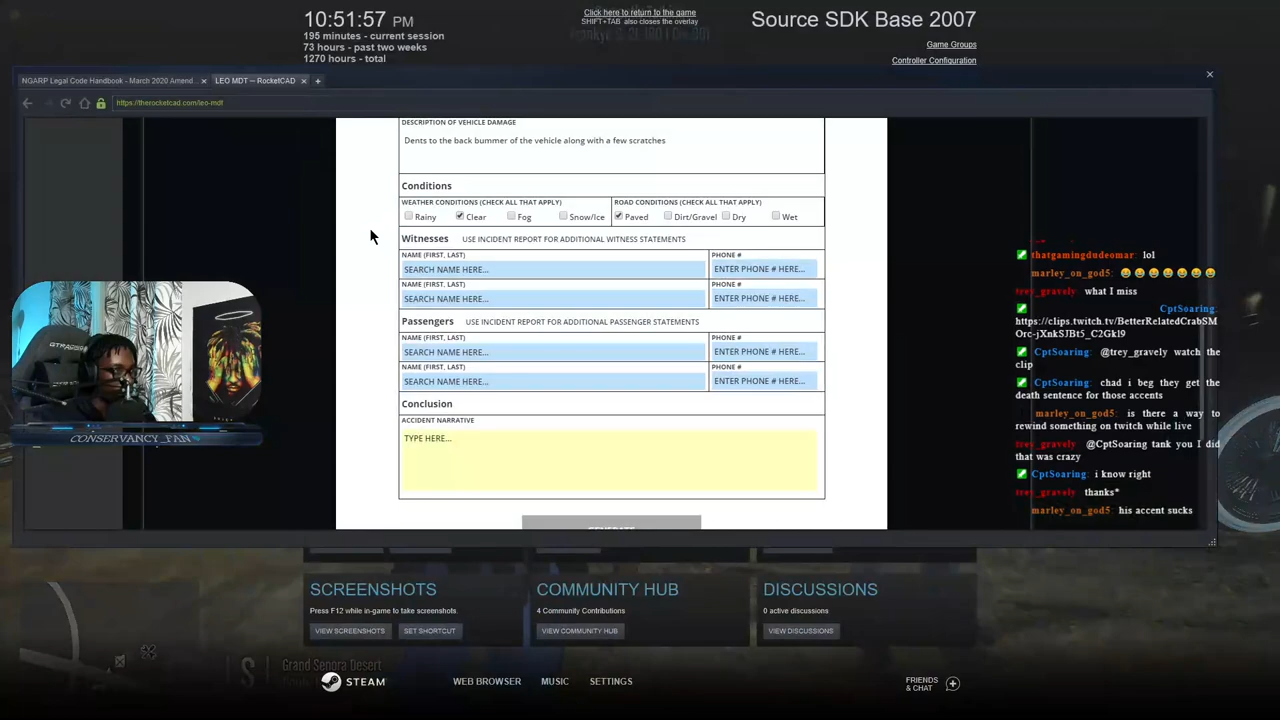 10:51:57 PM
195 minutes - current session
73 hours - past two weeks
1270 hours - total
Click here to return to the game
SHIFT+TAB also closes the overlay
Source SDK Base 2007
Game Groups
Controller Configuration
NGARP Legal Code Handbook - March 2020 Amend...
LEO MDT -- RocketCAD
https://therocketcad.com/leo-mdt
DESCRIPTION OF VEHICLE DAMAGE
Dents to the back bummer of the vehicle along with a few scratches
Conditions
WEATHER CONDITIONS (CHECK ALL THAT APPLY) ROAD CONDITIONS (CHECK ALL THAT APPLY)
Rainy Clear Fog Snow/Ice Paved Dirt/Gravel Dry Wet
Witnesses USE INCIDENT REPORT FOR ADDITIONAL WITNESS STATEMENTS
NAME (FIRST, LAST) PHONE #
SEARCH NAME HERE... ENTER PHONE # HERE...
NAME (FIRST, LAST) PHONE #
SEARCH NAME HERE... ENTER PHONE # HERE...
Passengers USE INCIDENT REPORT FOR ADDITIONAL PASSENGER STATEMENTS
NAME (FIRST, LAST) PHONE #
SEARCH NAME HERE... ENTER PHONE # HERE...
NAME (FIRST, LAST) PHONE #
SEARCH NAME HERE... ENTER PHONE # HERE...
Conclusion
ACCIDENT NARRATIVE
TYPE HERE...
GENERATE
thatgamingdudeomar: lol
marley_on_god5: 😂😂😂😂😂😂😂
trey_gravely what I miss
CptSoaring:
https://clips.twitch.tv/BetterRelatedCrabSM
Orc-jXnkSJBt5_C2GkI9
CptSoaring: @trey_gravely watch the
clip
CptSoaring: chad i beg they get the
death sentence for those accents
marley_on_god5: is there a way to
rewind something on twitch while live
trey_gravely @CptSoaring tank you I did
that was crazy
CptSoaring: i know right
trey_gravely thanks*
marley_on_god5: his accent sucks
CONSERVANCY_FAN
SCREENSHOTS
Press F12 while in-game to take screenshots.
VIEW SCREENSHOTS SET SHORTCUT
COMMUNITY HUB
4 Community Contributions
VIEW COMMUNITY HUB
DISCUSSIONS
0 active discussions
VIEW DISCUSSIONS
Grand Senora Desert
STEAM
WEB BROWSER MUSIC SETTINGS
FRIENDS
& CHAT